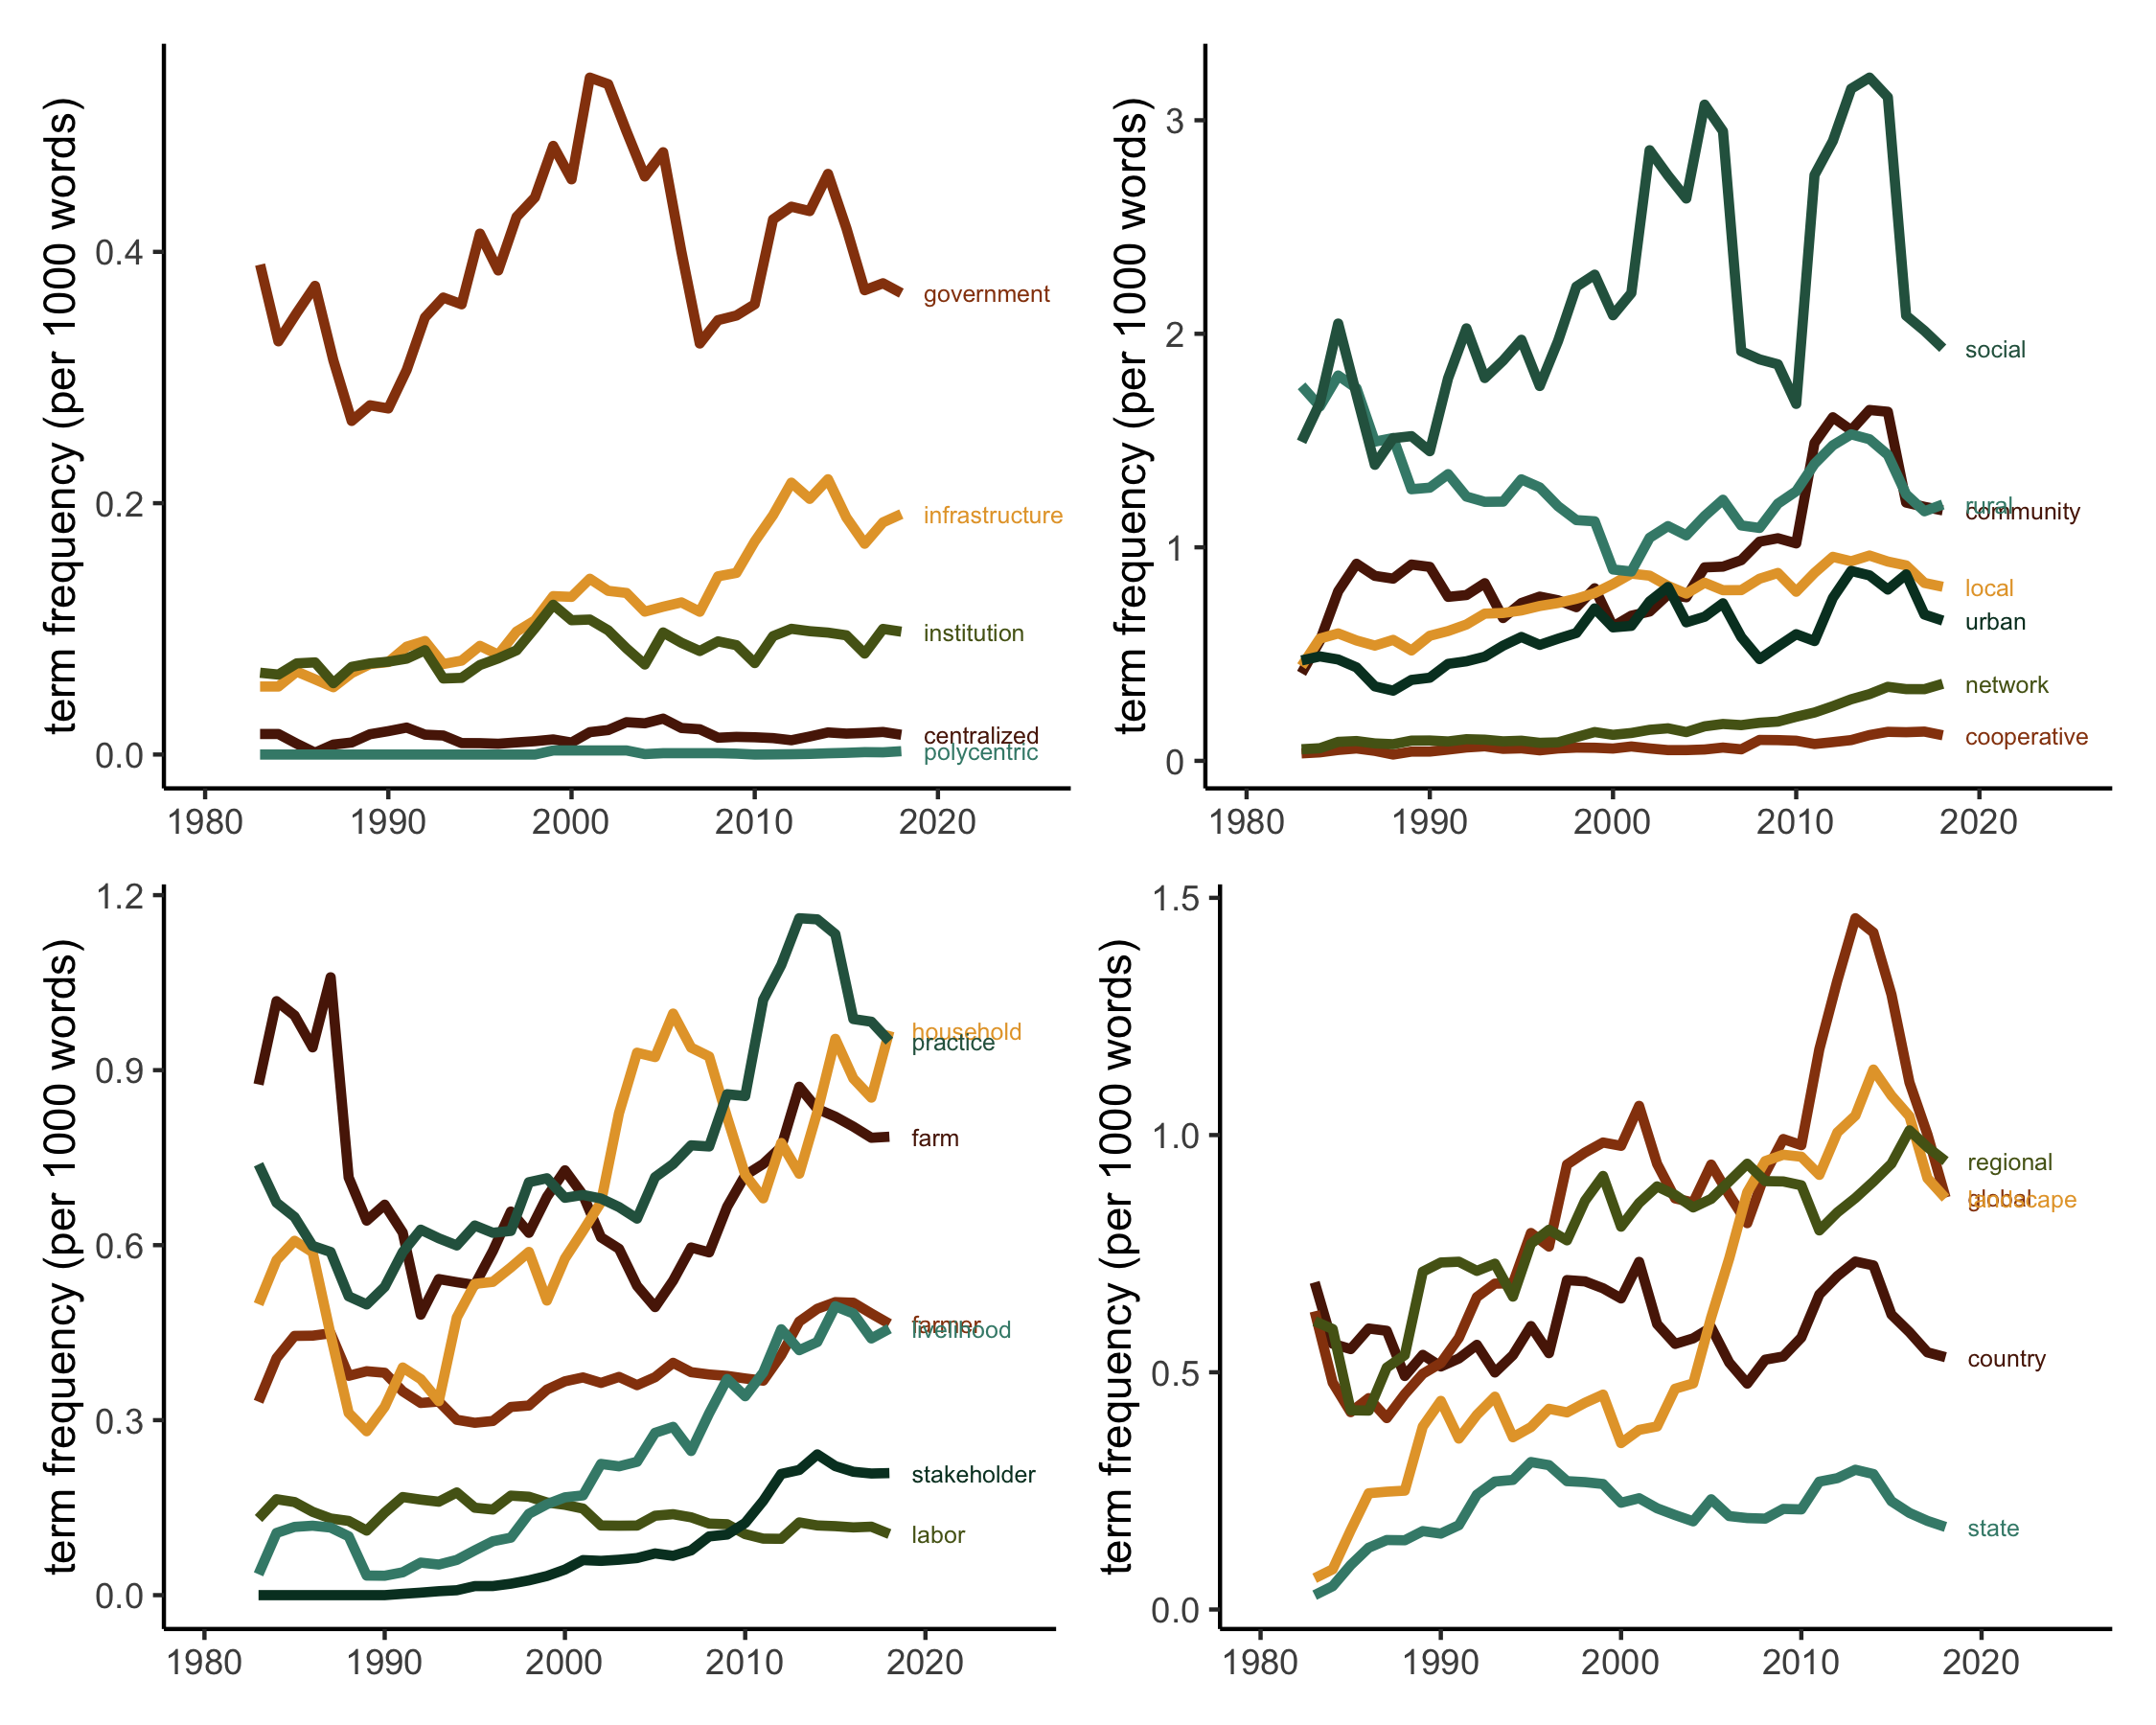 term frequency (per 1000 words)
0.4
0.2
0.0
1980 1990 2000 2010 2020
government
infrastructure
institution
centralized
polycentric
term frequency (per 1000 words)
3
2
1
0
1980 1990 2000 2010 2020
social
rural
community
local
urban
network
cooperative
term frequency (per 1000 words)
1.2
0.9
0.6
0.3
0.0
1980 1990 2000 2010 2020
household
practice
farm
farmer
livelihood
stakeholder
labor
term frequency (per 1000 words)
1.5
1.0
0.5
0.0
1980 1990 2000 2010 2020
regional
global
landscape
country
state